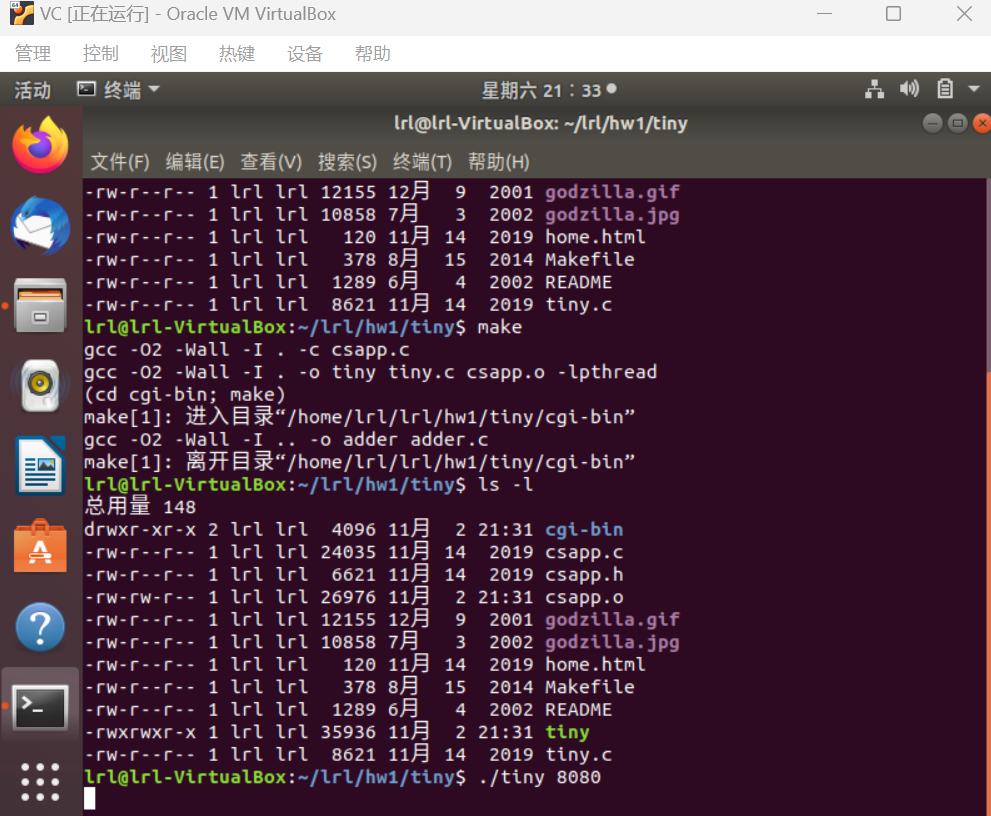 VC [正在运行] - Oracle VM VirtualBox
管理 控制 视图 热键 设备 帮助
活动 终端 星期六 21：33
lrl@lrl-VirtualBox: ~/lrl/hw1/tiny
文件(F) 编辑(E) 查看(V) 搜索(S) 终端(T) 帮助(H)
-rw-r--r-- 1 lrl lrl 12155 12月  9  2001 godzilla.gif
-rw-r--r-- 1 lrl lrl 10858 7月   3  2002 godzilla.jpg
-rw-r--r-- 1 lrl lrl   120 11月 14  2019 home.html
-rw-r--r-- 1 lrl lrl   378 8月  15  2014 Makefile
-rw-r--r-- 1 lrl lrl  1289 6月   4  2002 README
-rw-r--r-- 1 lrl lrl  8621 11月 14  2019 tiny.c
lrl@lrl-VirtualBox:~/lrl/hw1/tiny$ make
gcc -O2 -Wall -I . -c csapp.c
gcc -O2 -Wall -I . -o tiny tiny.c csapp.o -lpthread
(cd cgi-bin; make)
make[1]: 进入目录“/home/lrl/lrl/hw1/tiny/cgi-bin”
gcc -O2 -Wall -I .. -o adder adder.c
make[1]: 离开目录“/home/lrl/lrl/hw1/tiny/cgi-bin”
lrl@lrl-VirtualBox:~/lrl/hw1/tiny$ ls -l
总用量 148
drwxr-xr-x 2 lrl lrl  4096 11月  2 21:31 cgi-bin
-rw-r--r-- 1 lrl lrl 24035 11月 14  2019 csapp.c
-rw-r--r-- 1 lrl lrl  6621 11月 14  2019 csapp.h
-rw-rw-r-- 1 lrl lrl 26976 11月  2 21:31 csapp.o
-rw-r--r-- 1 lrl lrl 12155 12月  9  2001 godzilla.gif
-rw-r--r-- 1 lrl lrl 10858 7月   3  2002 godzilla.jpg
-rw-r--r-- 1 lrl lrl   120 11月 14  2019 home.html
-rw-r--r-- 1 lrl lrl   378 8月  15  2014 Makefile
-rw-r--r-- 1 lrl lrl  1289 6月   4  2002 README
-rwxrwxr-x 1 lrl lrl 35936 11月  2 21:31 tiny
-rw-r--r-- 1 lrl lrl  8621 11月 14  2019 tiny.c
lrl@lrl-VirtualBox:~/lrl/hw1/tiny$ ./tiny 8080